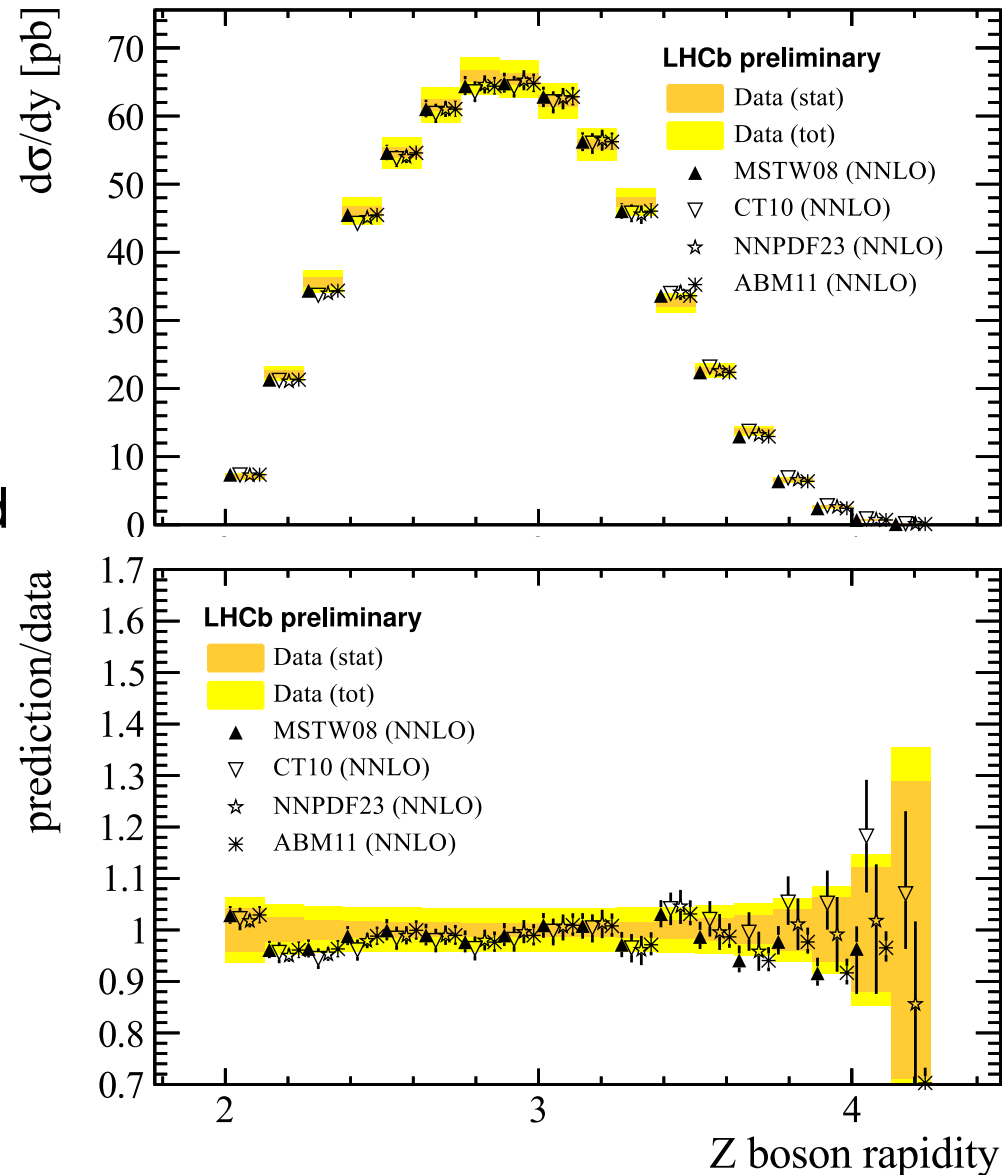 dσ/dy [pb]
70
60
50
40
30
20
10
0
LHCb preliminary
Data (stat)
Data (tot)
MSTW08 (NNLO)
CT10 (NNLO)
NNPDF23 (NNLO)
ABM11 (NNLO)
d
prediction/data
1.7
1.6
1.5
1.4
1.3
1.2
1.1
1
0.9
0.8
0.7
LHCb preliminary
Data (stat)
Data (tot)
MSTW08 (NNLO)
CT10 (NNLO)
NNPDF23 (NNLO)
ABM11 (NNLO)
2 3 4
Z boson rapidity